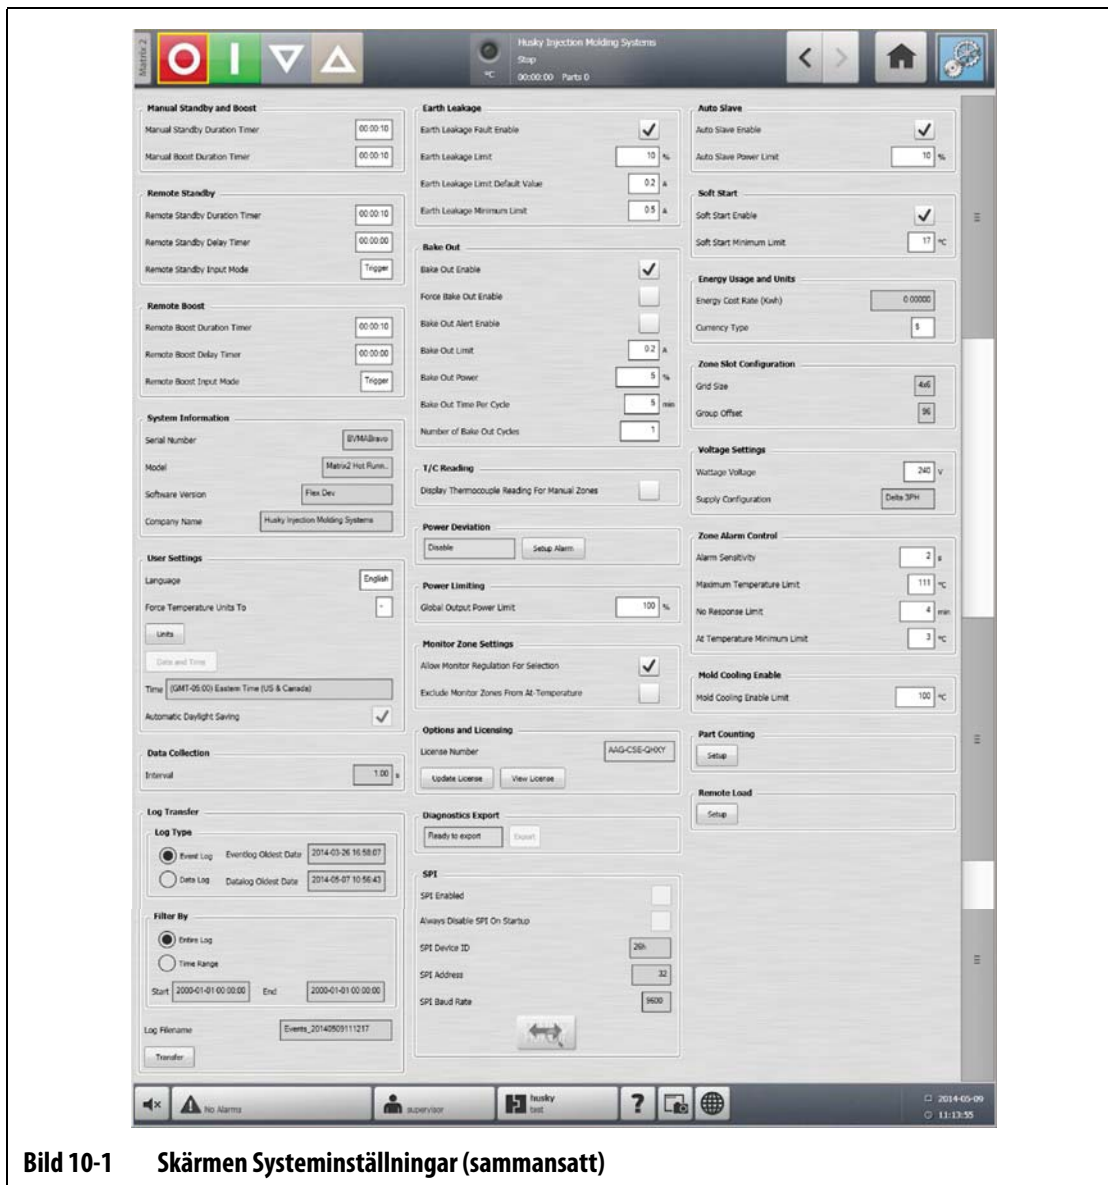 Matrix 2
Husky Injection Molding Systems
Stop
°C 00:00:00 Parts 0
Manual Standby and Boost
Manual Standby Duration Timer 00:00:10
Manual Boost Duration Timer 00:00:10
Remote Standby
Remote Standby Duration Timer 00:00:10
Remote Standby Delay Timer 00:00:00
Remote Standby Input Mode Trigger
Remote Boost
Remote Boost Duration Timer 00:00:10
Remote Boost Delay Timer 00:00:00
Remote Boost Input Mode Trigger
System Information
Serial Number BVMABravo
Model Matrix2 Hot Runn..
Software Version Flex Dev
Company Name Husky Injection Molding Systems
User Settings
Language English
Force Temperature Units To -
Units
Date and Time
Time (GMT-05:00) Eastern Time (US & Canada)
Automatic Daylight Saving
Data Collection
Interval 1.00 s
Log Transfer
Log Type
Event Log Eventlog Oldest Date 2014-03-26 16:58:07
Data Log Datalog Oldest Date 2014-05-07 10:56:43
Filter By
Entire Log
Time Range
Start 2000-01-01 00:00:00 End 2000-01-01 00:00:00
Log Filename Events_20140509111217
Transfer
Earth Leakage
Earth Leakage Fault Enable
Earth Leakage Limit 10 %
Earth Leakage Limit Default Value 0.2 A
Earth Leakage Minimum Limit 0.5 A
Bake Out
Bake Out Enable
Force Bake Out Enable
Bake Out Alert Enable
Bake Out Limit 0.2 A
Bake Out Power 5 %
Bake Out Time Per Cycle 5 min
Number of Bake Out Cycles 1
T/C Reading
Display Thermocouple Reading For Manual Zones
Power Deviation
Disable Setup Alarm
Power Limiting
Global Output Power Limit 100 %
Monitor Zone Settings
Allow Monitor Regulation For Selection
Exclude Monitor Zones From At-Temperature
Options and Licensing
License Number AAG-CSE-QHXY
Update License View License
Diagnostics Export
Ready to export Export
SPI
SPI Enabled
Always Disable SPI On Startup
SPI Device ID 26h
SPI Address 32
SPI Baud Rate 9600
Auto Slave
Auto Slave Enable
Auto Slave Power Limit 10 %
Soft Start
Soft Start Enable
Soft Start Minimum Limit 17 °C
Energy Usage and Units
Energy Cost Rate (Kwh) 0.00000
Currency Type $
Zone Slot Configuration
Grid Size 4x6
Group Offset 96
Voltage Settings
Wattage Voltage 240 V
Supply Configuration Delta 3PH
Zone Alarm Control
Alarm Sensitivity 2 s
Maximum Temperature Limit 111 °C
No Response Limit 4 min
At Temperature Minimum Limit 3 °C
Mold Cooling Enable
Mold Cooling Enable Limit 100 °C
Part Counting
Setup
Remote Load
Setup
No Alarms
supervisor
husky
test
?
2014-05-09
11:13:55
Bild 10-1 Skärmen Systeminställningar (sammansatt)